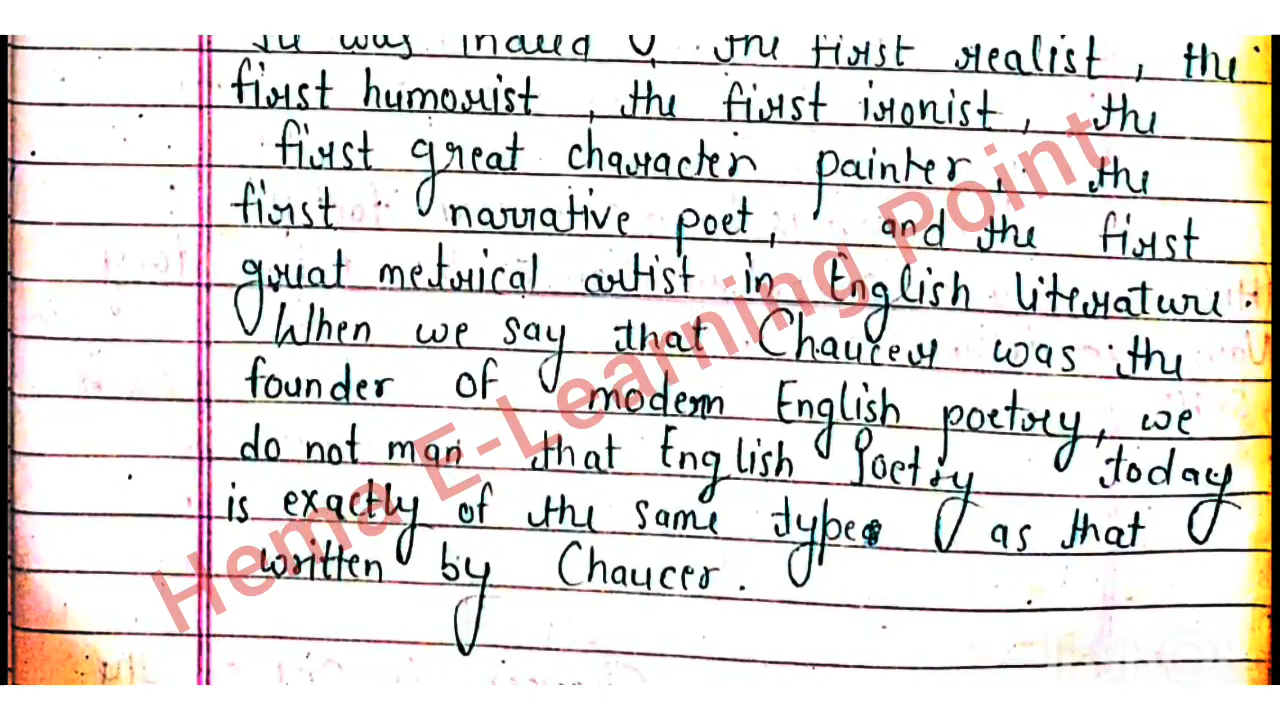 was indeed the first realist, the
first humorist, the first ironist, the
first great character painter, the
first narrative poet, and the first
great metrical artist in English literature.
When we say that Chaucer was the
founder of modern English poetry, we
do not man that English Poetry today
is exactly of the same type as that
written by Chaucer.
Hema E-Learning Point